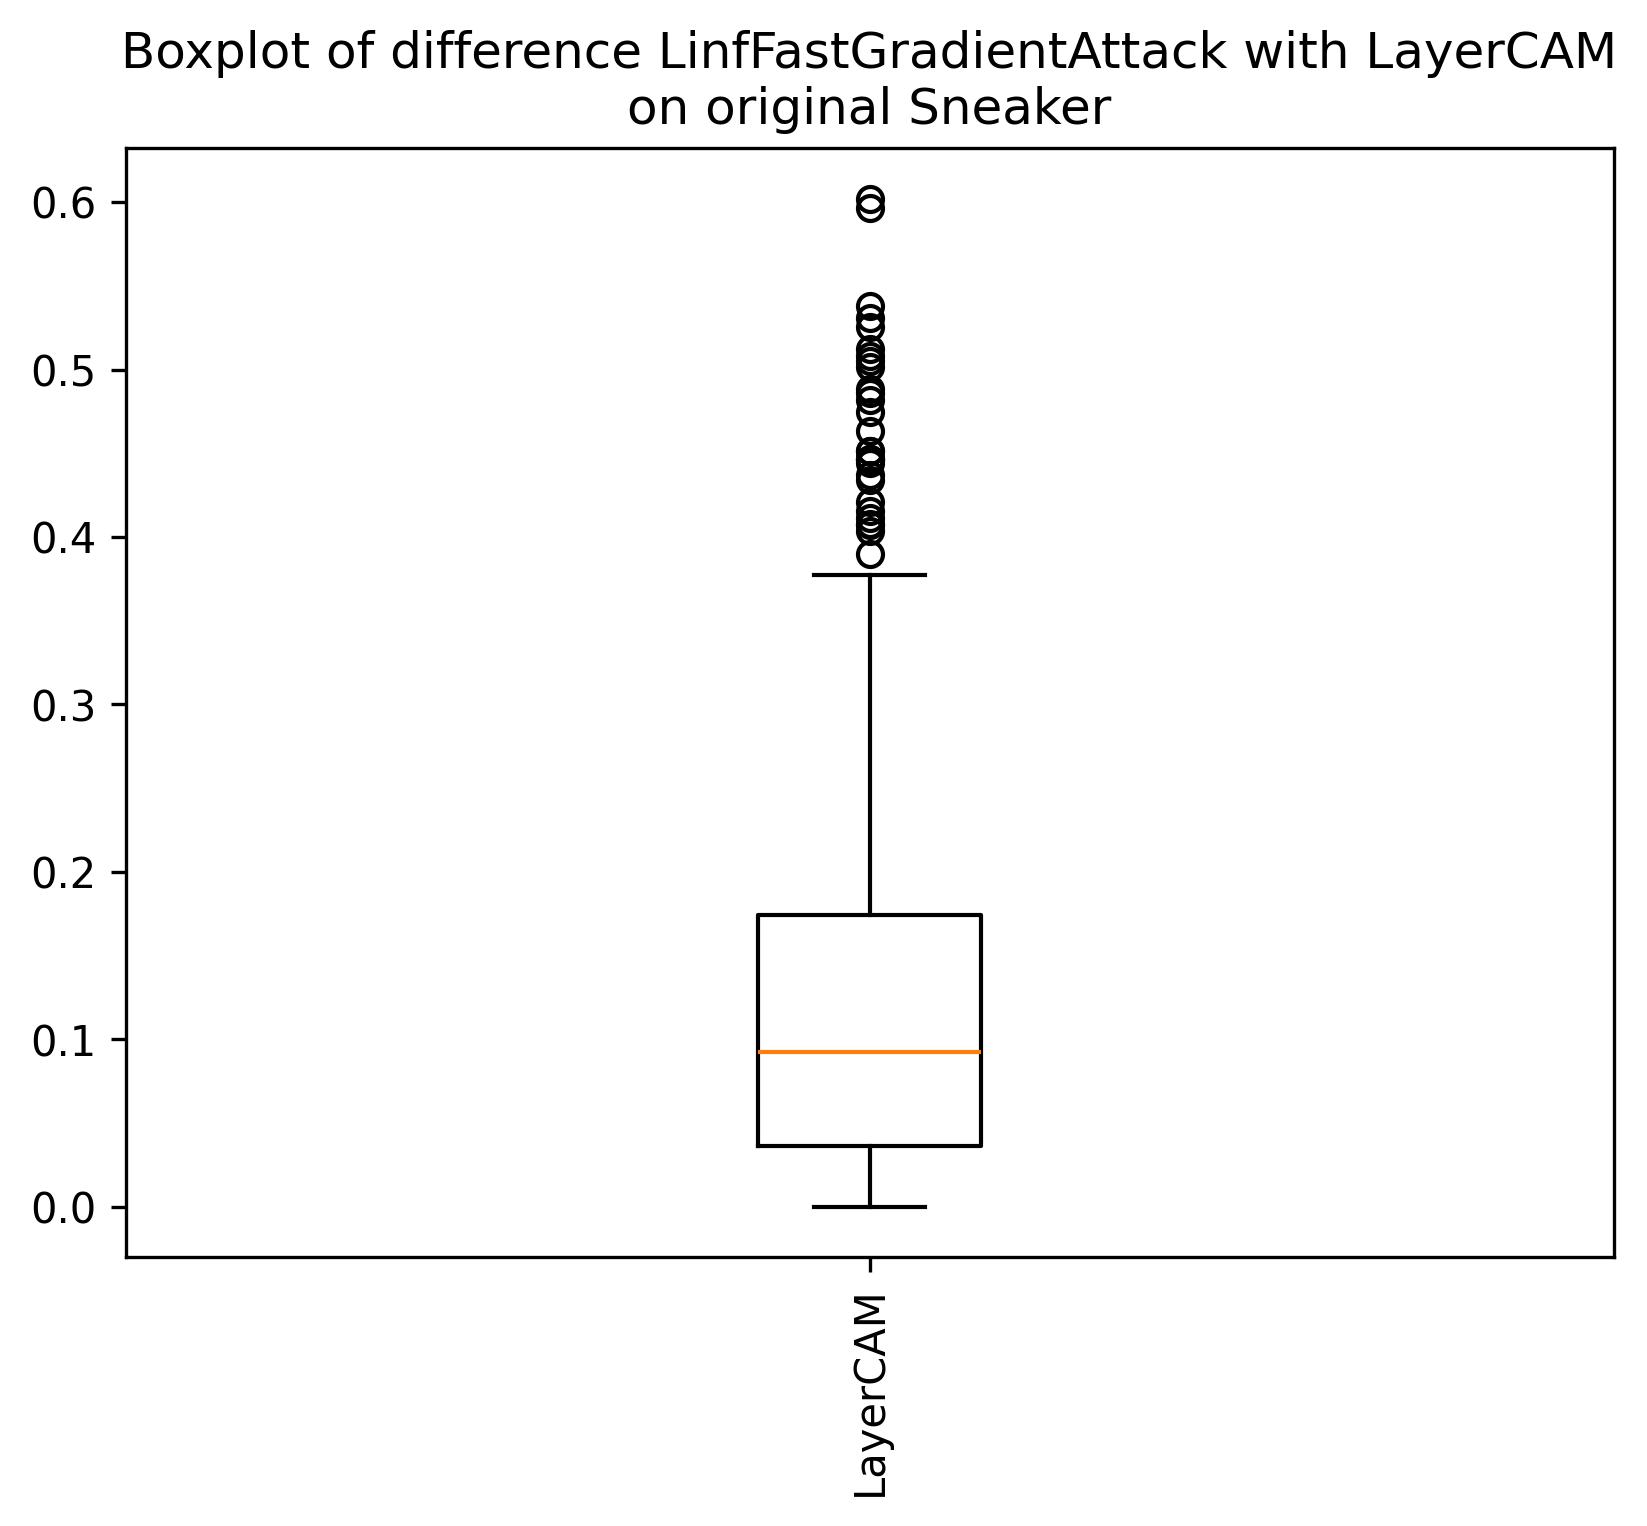 Boxplot of difference LinfFastGradientAttack with LayerCAM
on original Sneaker
0.6
0.5
0.4
0.3
0.2
0.1
0.0
LayerCAM